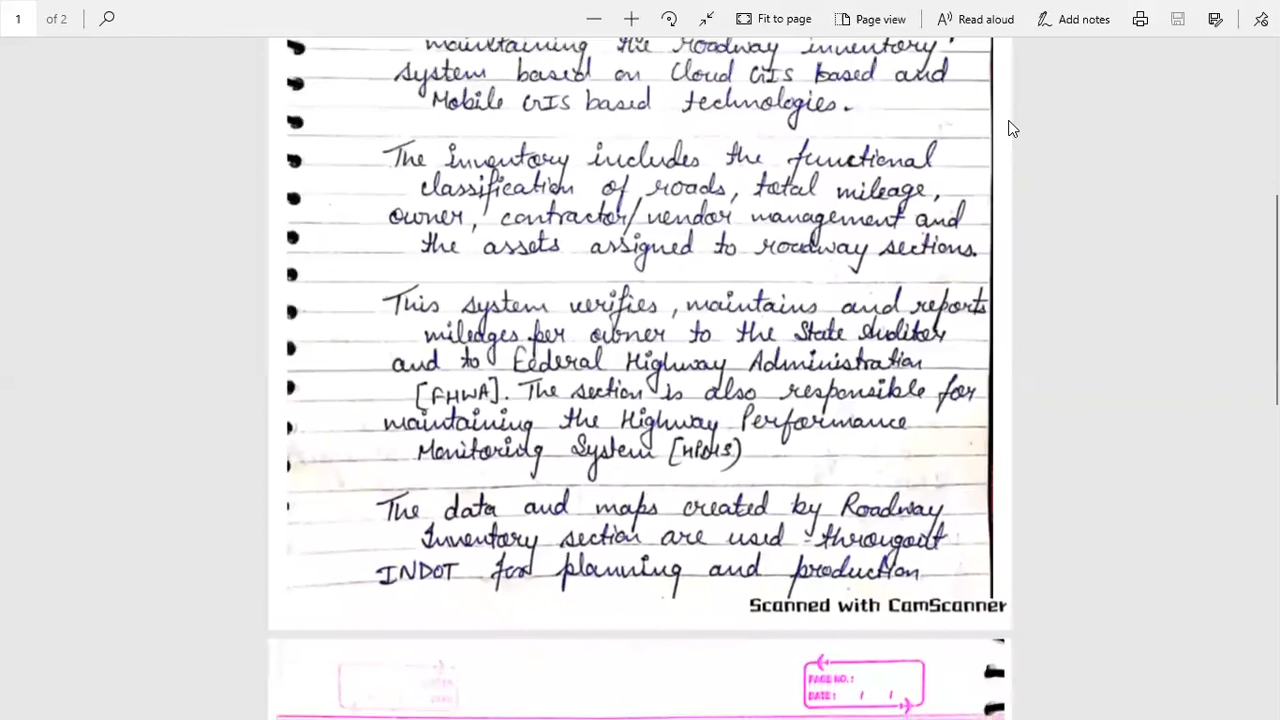 1
of 2
Fit to page
Page view
Read aloud
Add notes
maintaining the roadway inventory
system based on Cloud GIS based and
Mobile GIS based technologies.
The Inventory includes the functional
classification of roads, total mileage,
owner, contractor/vendor management and
the assets assigned to roadway sections.
This system verifies, maintains and reports
mileages per owner to the State Auditor
and to Federal Highway Administration
[FHWA]. The section is also responsible for
maintaining the Highway Performance
Monitoring System [HPMS)
The data and maps created by Roadway
Inventory section are used througout
INDOT for planning and production
Scanned with CamScanner
PAGE NO.:
DATE: / /